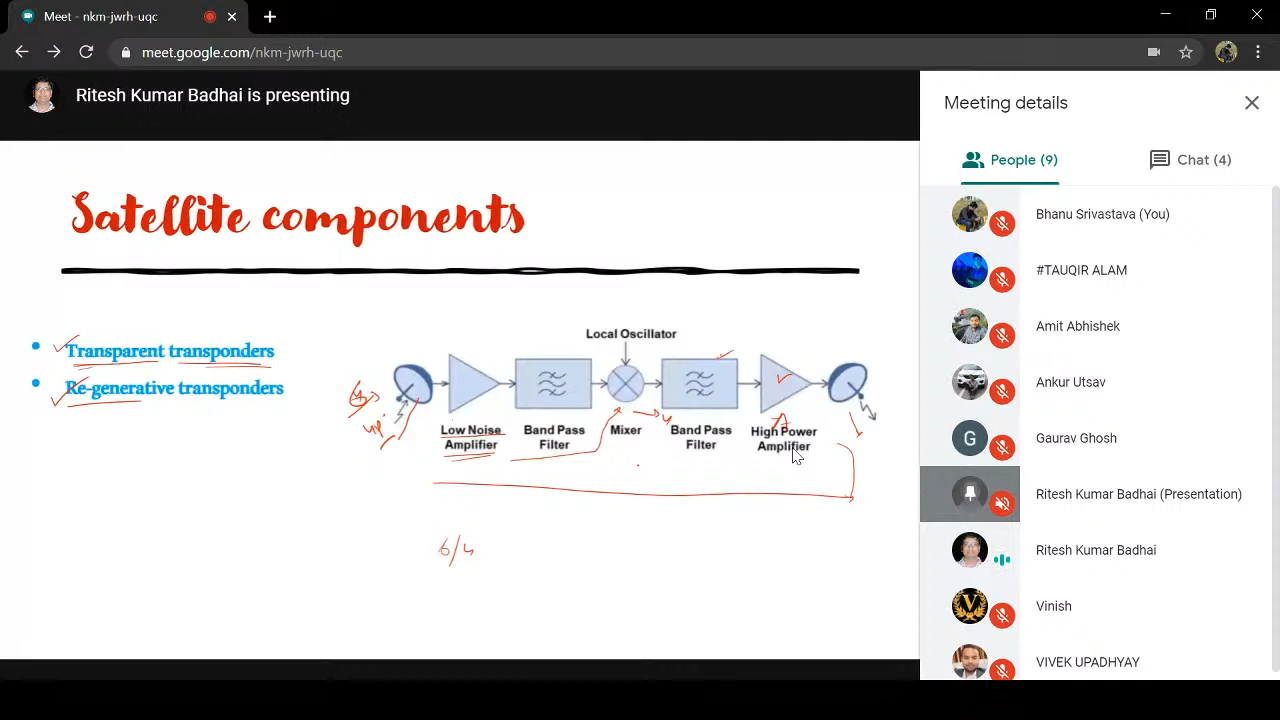 Meet - nkm-jwrh-uqc
meet.google.com/nkm-jwrh-uqc
Ritesh Kumar Badhai is presenting
Satellite components
Transparent transponders
Re-generative transponders
Local Oscillator
Low Noise Amplifier
Band Pass Filter
Mixer
Band Pass Filter
High Power Amplifier
up
6/4
Meeting details
People (9)
Chat (4)
Bhanu Srivastava (You)
#TAUQIR ALAM
Amit Abhishek
Ankur Utsav
G
Gaurav Ghosh
Ritesh Kumar Badhai (Presentation)
Ritesh Kumar Badhai
V
Vinish
VIVEK UPADHYAY